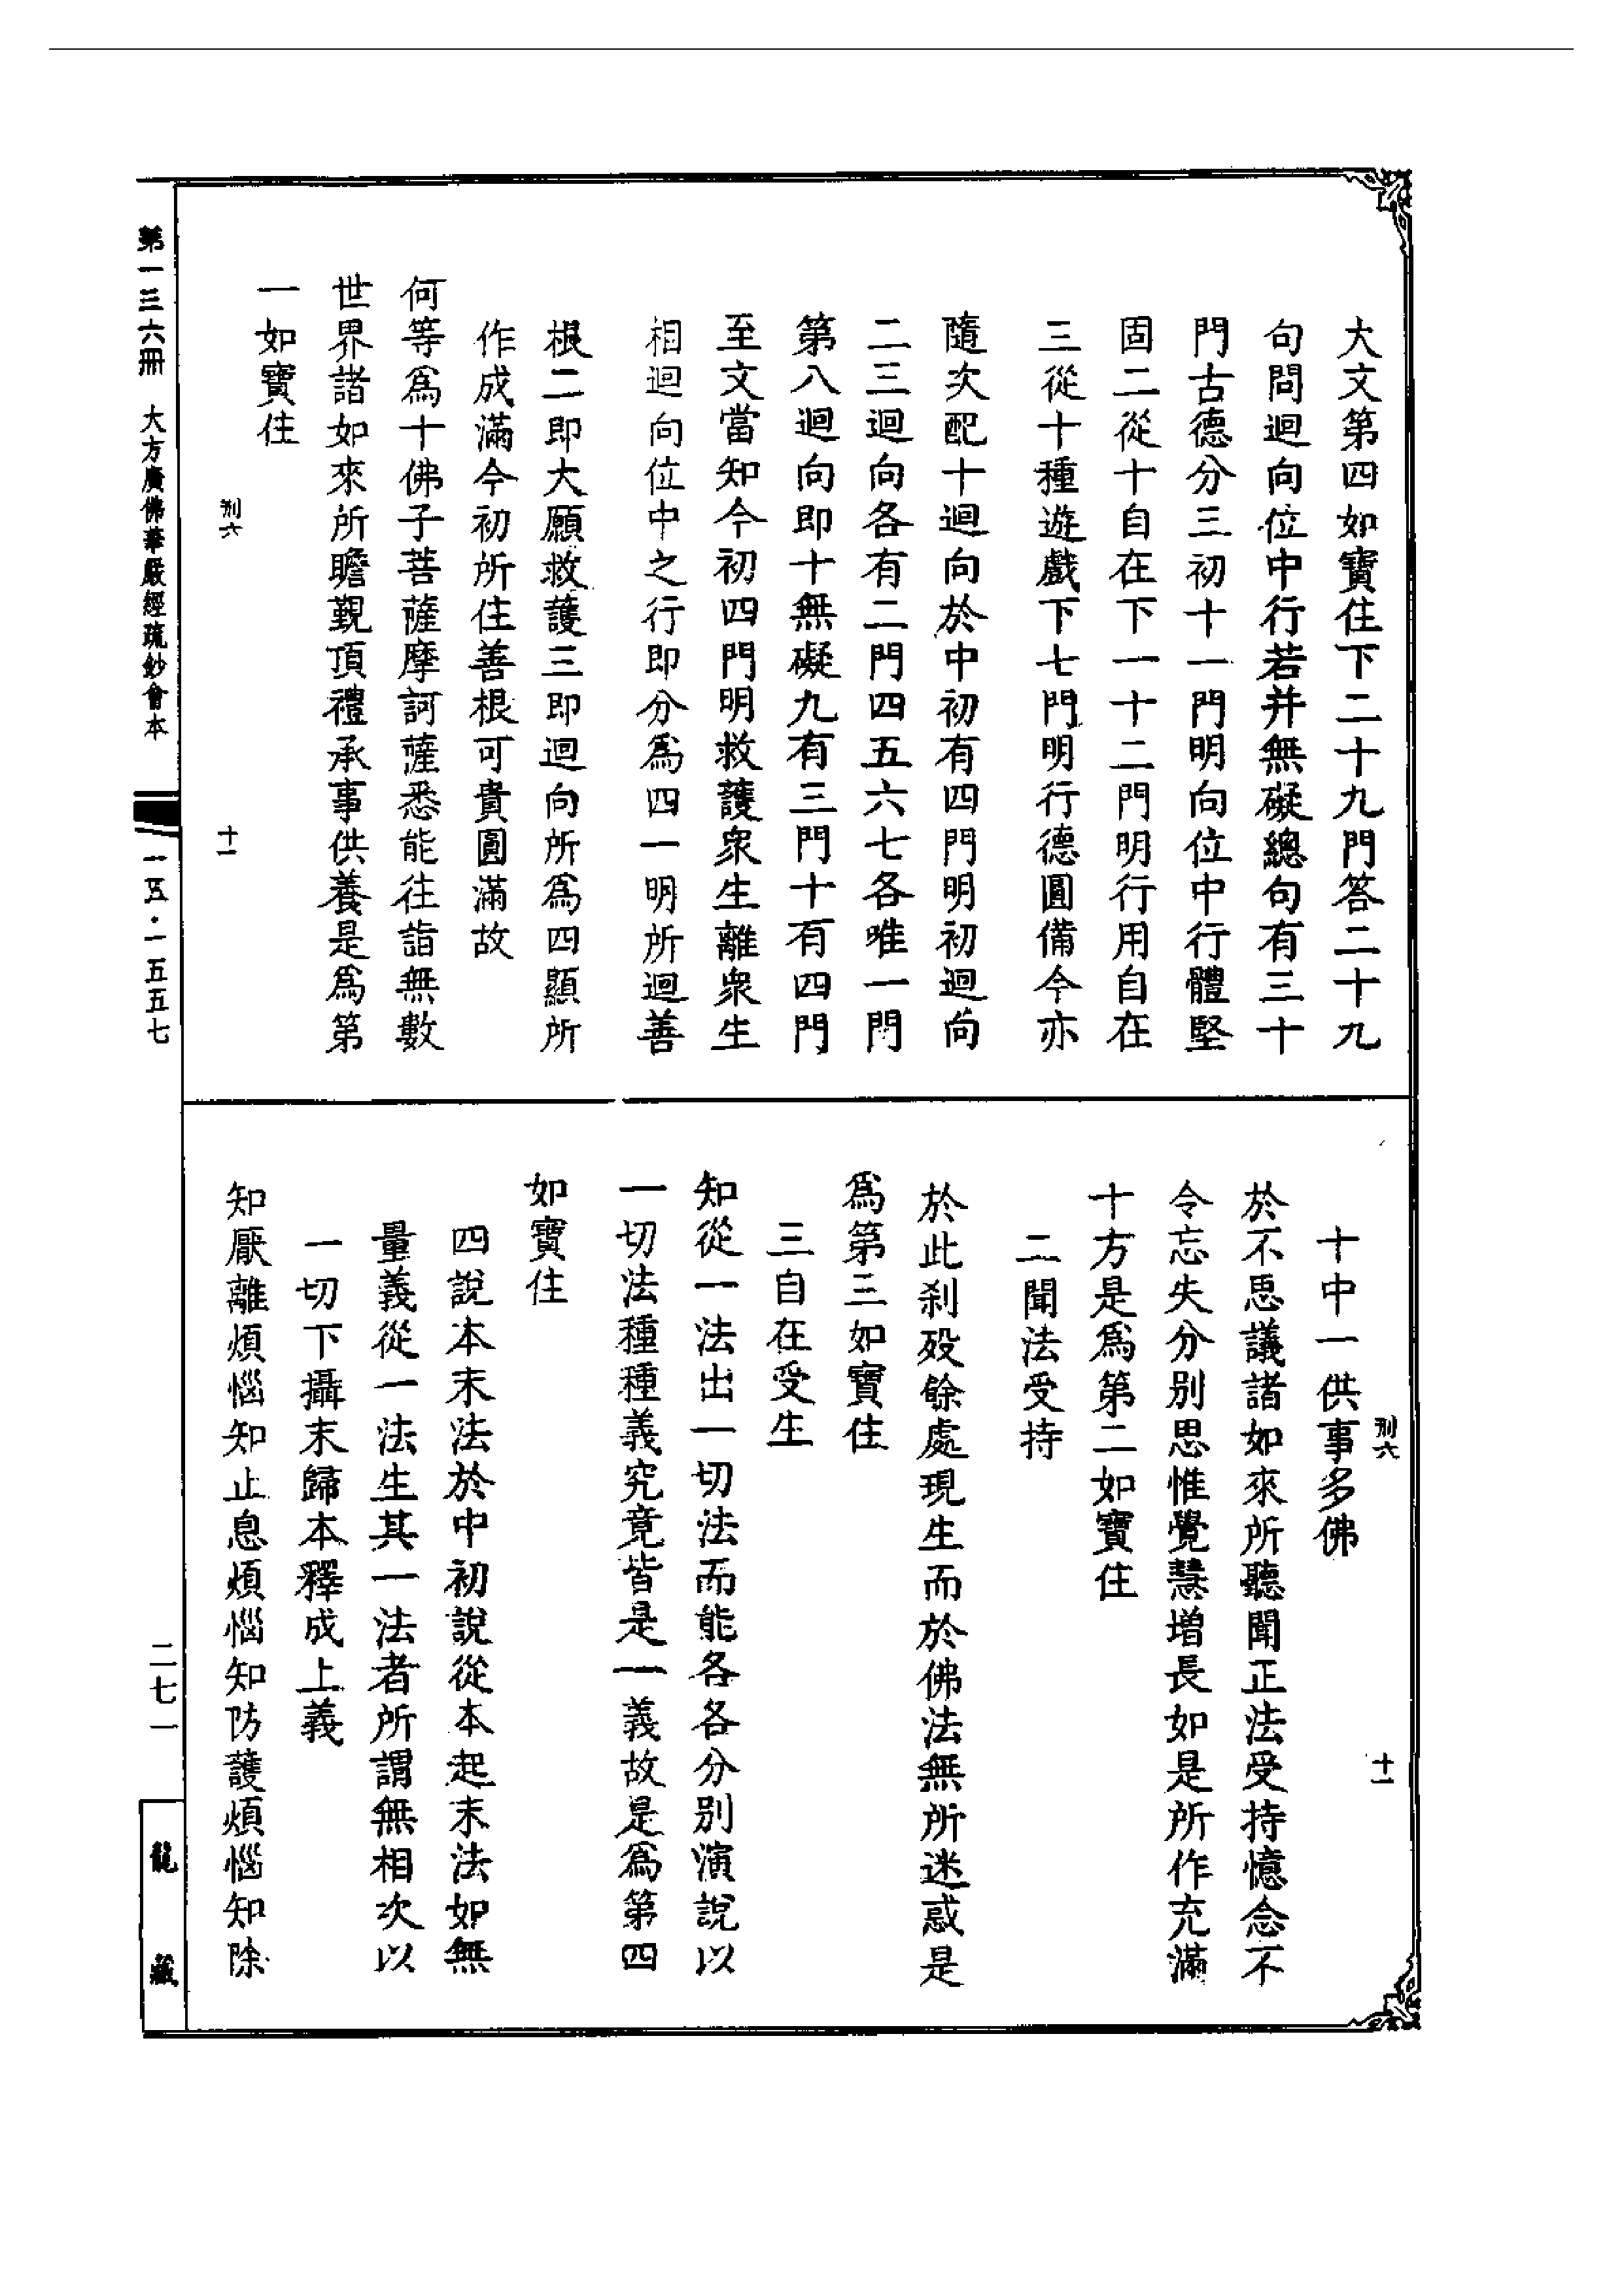 大文第四如寶住下二十九門答二十九
句問迴向位中行若并無礙總句有三十
門古德分三初十一門明向位中行體堅
固二從十自在下一十二門明行用自在
三從十種遊戲下七門明行德圓備今亦
隨次配十迴向於中初有四門明初迴向
二三迴向各有二門四五六七各唯一門
第八迴向即十無礙九有三門十有四門
至文當知今初四門明救護衆生離衆生
相迴向位中之行即分爲四一明所迴善
根二即大願救護三即迴向所爲四顯所
作成滿今初所住善根可貴圓滿故
何等爲十佛子菩薩摩訶薩悉能往詣無數
世界諸如來所瞻覲頂禮承事供養是爲第
一如寶住
别六
十一
别六
十一
十中一供事多佛
於不思議諸如來所聽聞正法受持憶念不
令忘失分别思惟覺慧增長如是所作充滿
十方是爲第二如寶住
二聞法受持
於此刹歿餘處現生而於佛法無所迷惑是
爲第三如寶住
三自在受生
知從一法出一切法而能各各分别演說以
一切法種種義究竟皆是一義故是爲第四
如寶住
四說本末法於中初說從本起末法如無
量義從一法生其一法者所謂無相次以
一切下攝末歸本釋成上義
知厭離煩惱知止息煩惱知防護煩惱知除
第一三六冊 大方廣佛華嚴經疏鈔會本
一五·一五五七
二七一
龍藏